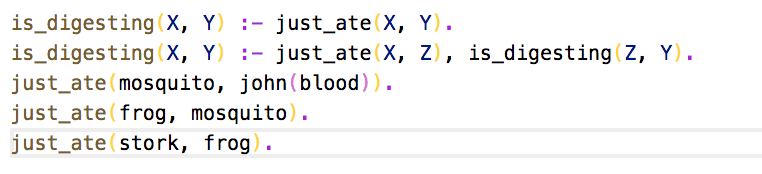 is_digesting(X, Y) :- just_ate(X, Y).
is_digesting(X, Y) :- just_ate(X, Z), is_digesting(Z, Y).
just_ate(mosquito, john(blood)).
just_ate(frog, mosquito).
just_ate(stork, frog).